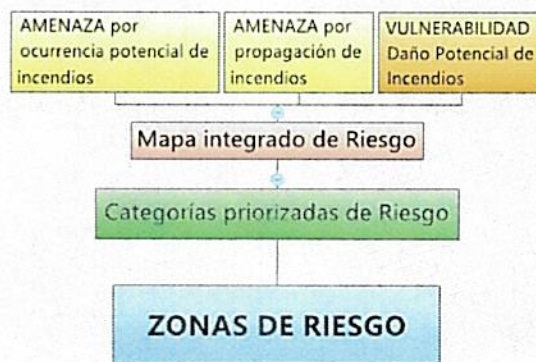 AMENAZA por
ocurrencia potencial de
incendios
AMENAZA por
propagación de
incendios
VULNERABILIDAD
Daño Potencial de
Incendios
Mapa integrado de Riesgo
Categorías priorizadas de Riesgo
ZONAS DE RIESGO